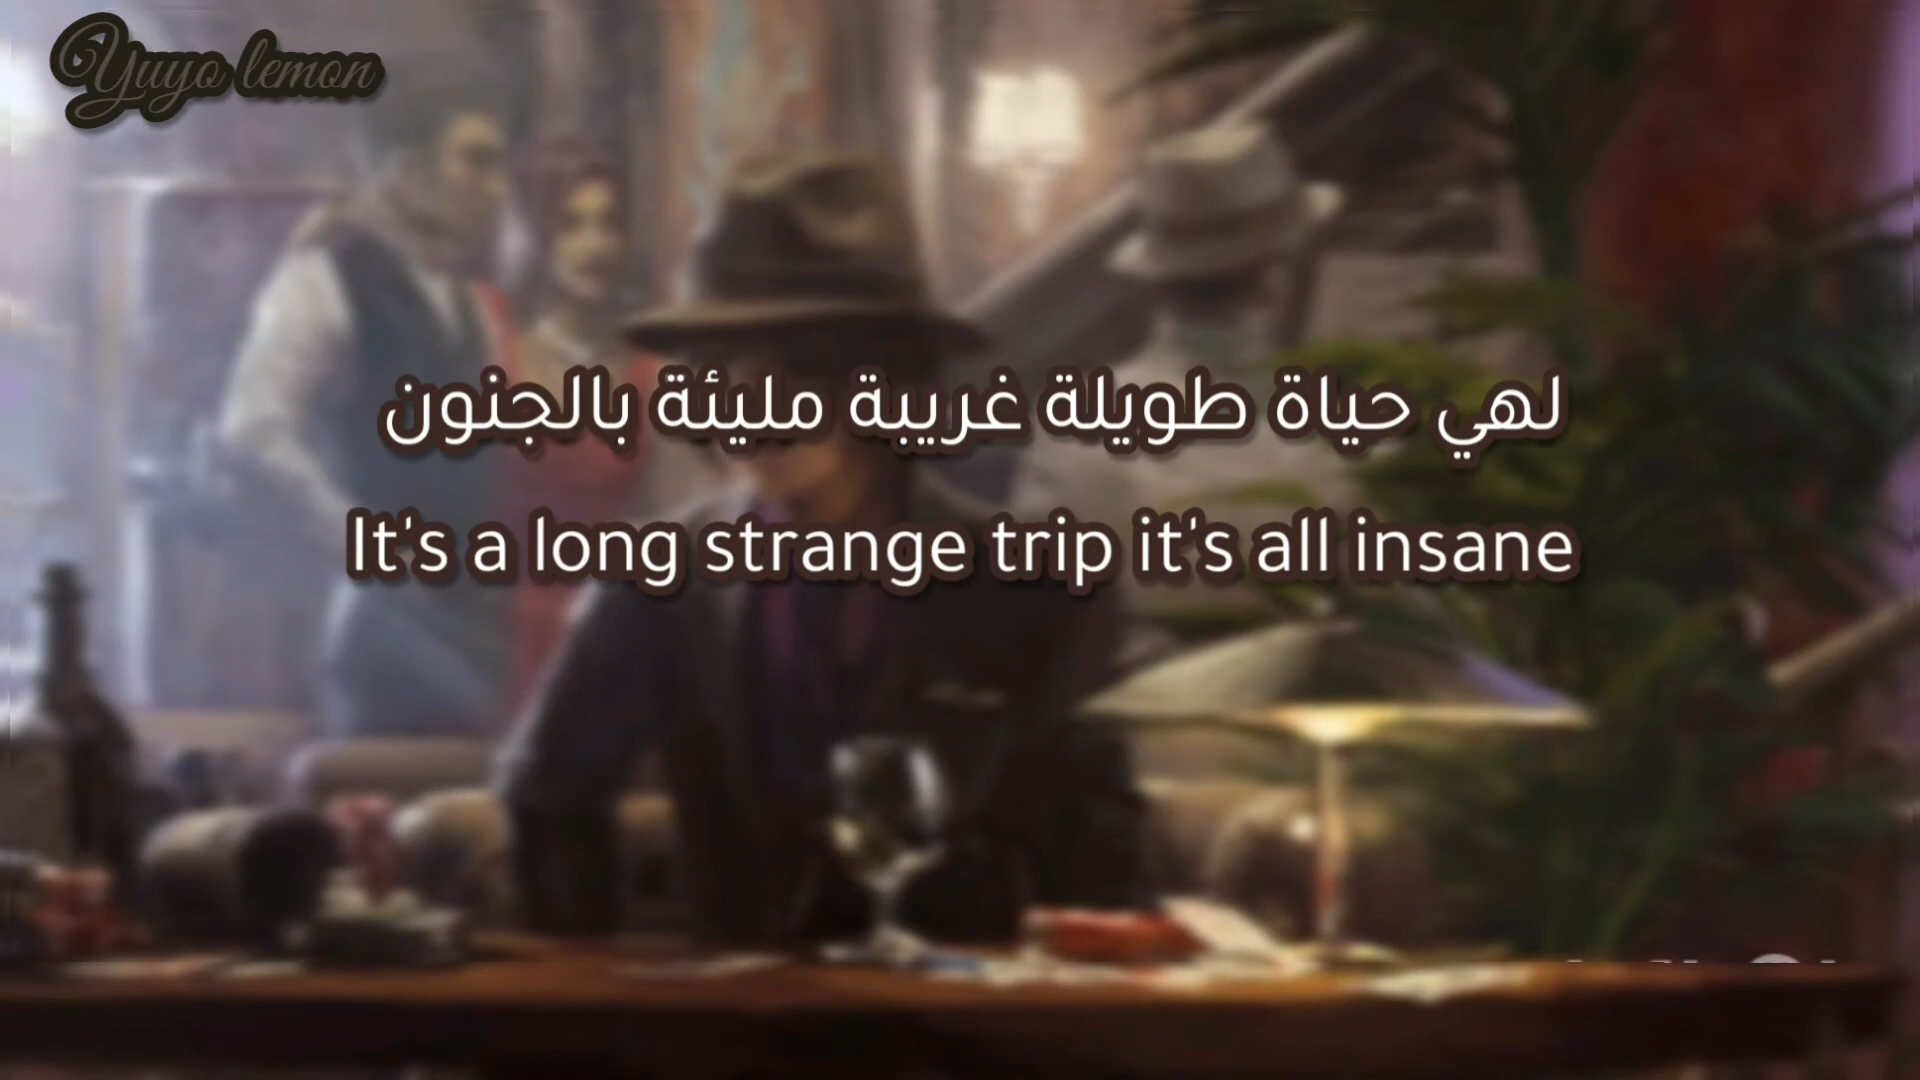 Yuyo lemon
لهي حياة طويلة غريبة مليئة بالجنون
It's a long strange trip it's all insane